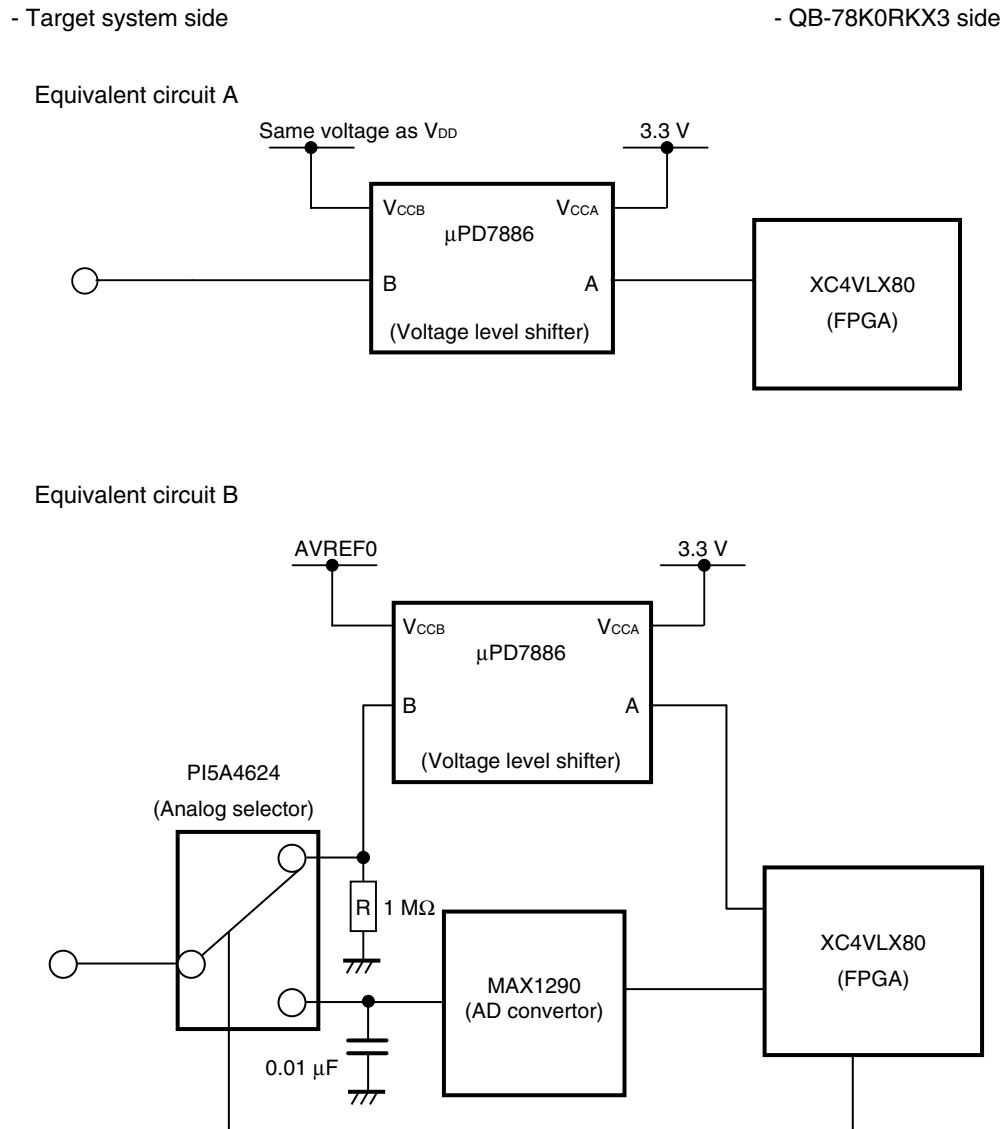 - Target system side
- QB-78K0RKX3 side
Equivalent circuit A
Same voltage as VDD
3.3 V
VCCB
VCCA
μPD7886
B
A
(Voltage level shifter)
XC4VLX80
(FPGA)
Equivalent circuit B
AVREF0
3.3 V
VCCB
VCCA
μPD7886
B
A
(Voltage level shifter)
PI5A4624
(Analog selector)
R
1 MΩ
MAX1290
(AD convertor)
XC4VLX80
(FPGA)
0.01 μF